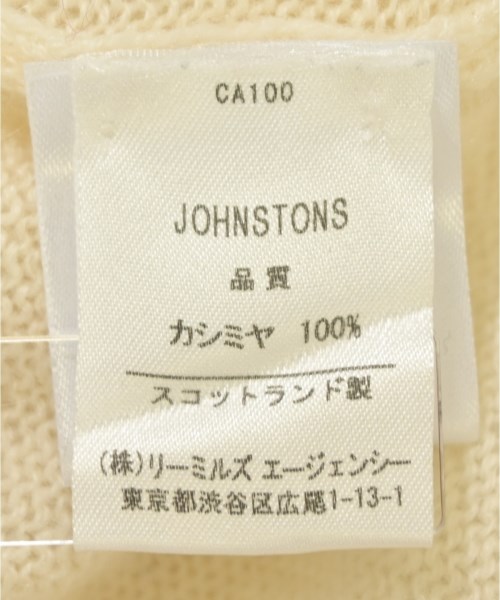 CA100
JOHNSTONS
品質
カシミヤ 100%
スコットランド製
(株)リーミルズ エージェンシー
東京都渋谷区広尾1-13-1